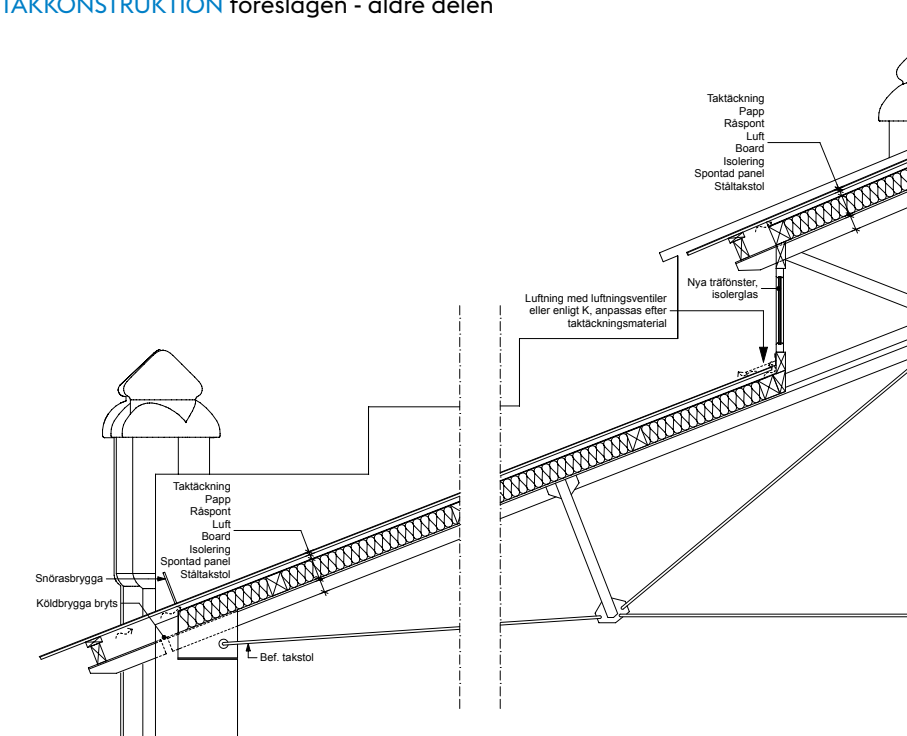 TAKKONSTRUKTION föreslagen - äldre delen
Taktäckning
Papp
Råspont
Luft
Board
Isolering
Spontad panel
Ståltakstol
Nya träfönster,
isolerglas
Luftning med luftningsventiler
eller enligt K, anpassas efter
taktäckningsmaterial
Taktäckning
Papp
Råspont
Luft
Board
Isolering
Spontad panel
Ståltakstol
Snörasbrygga
Köldbrygga bryts
Bef. takstol